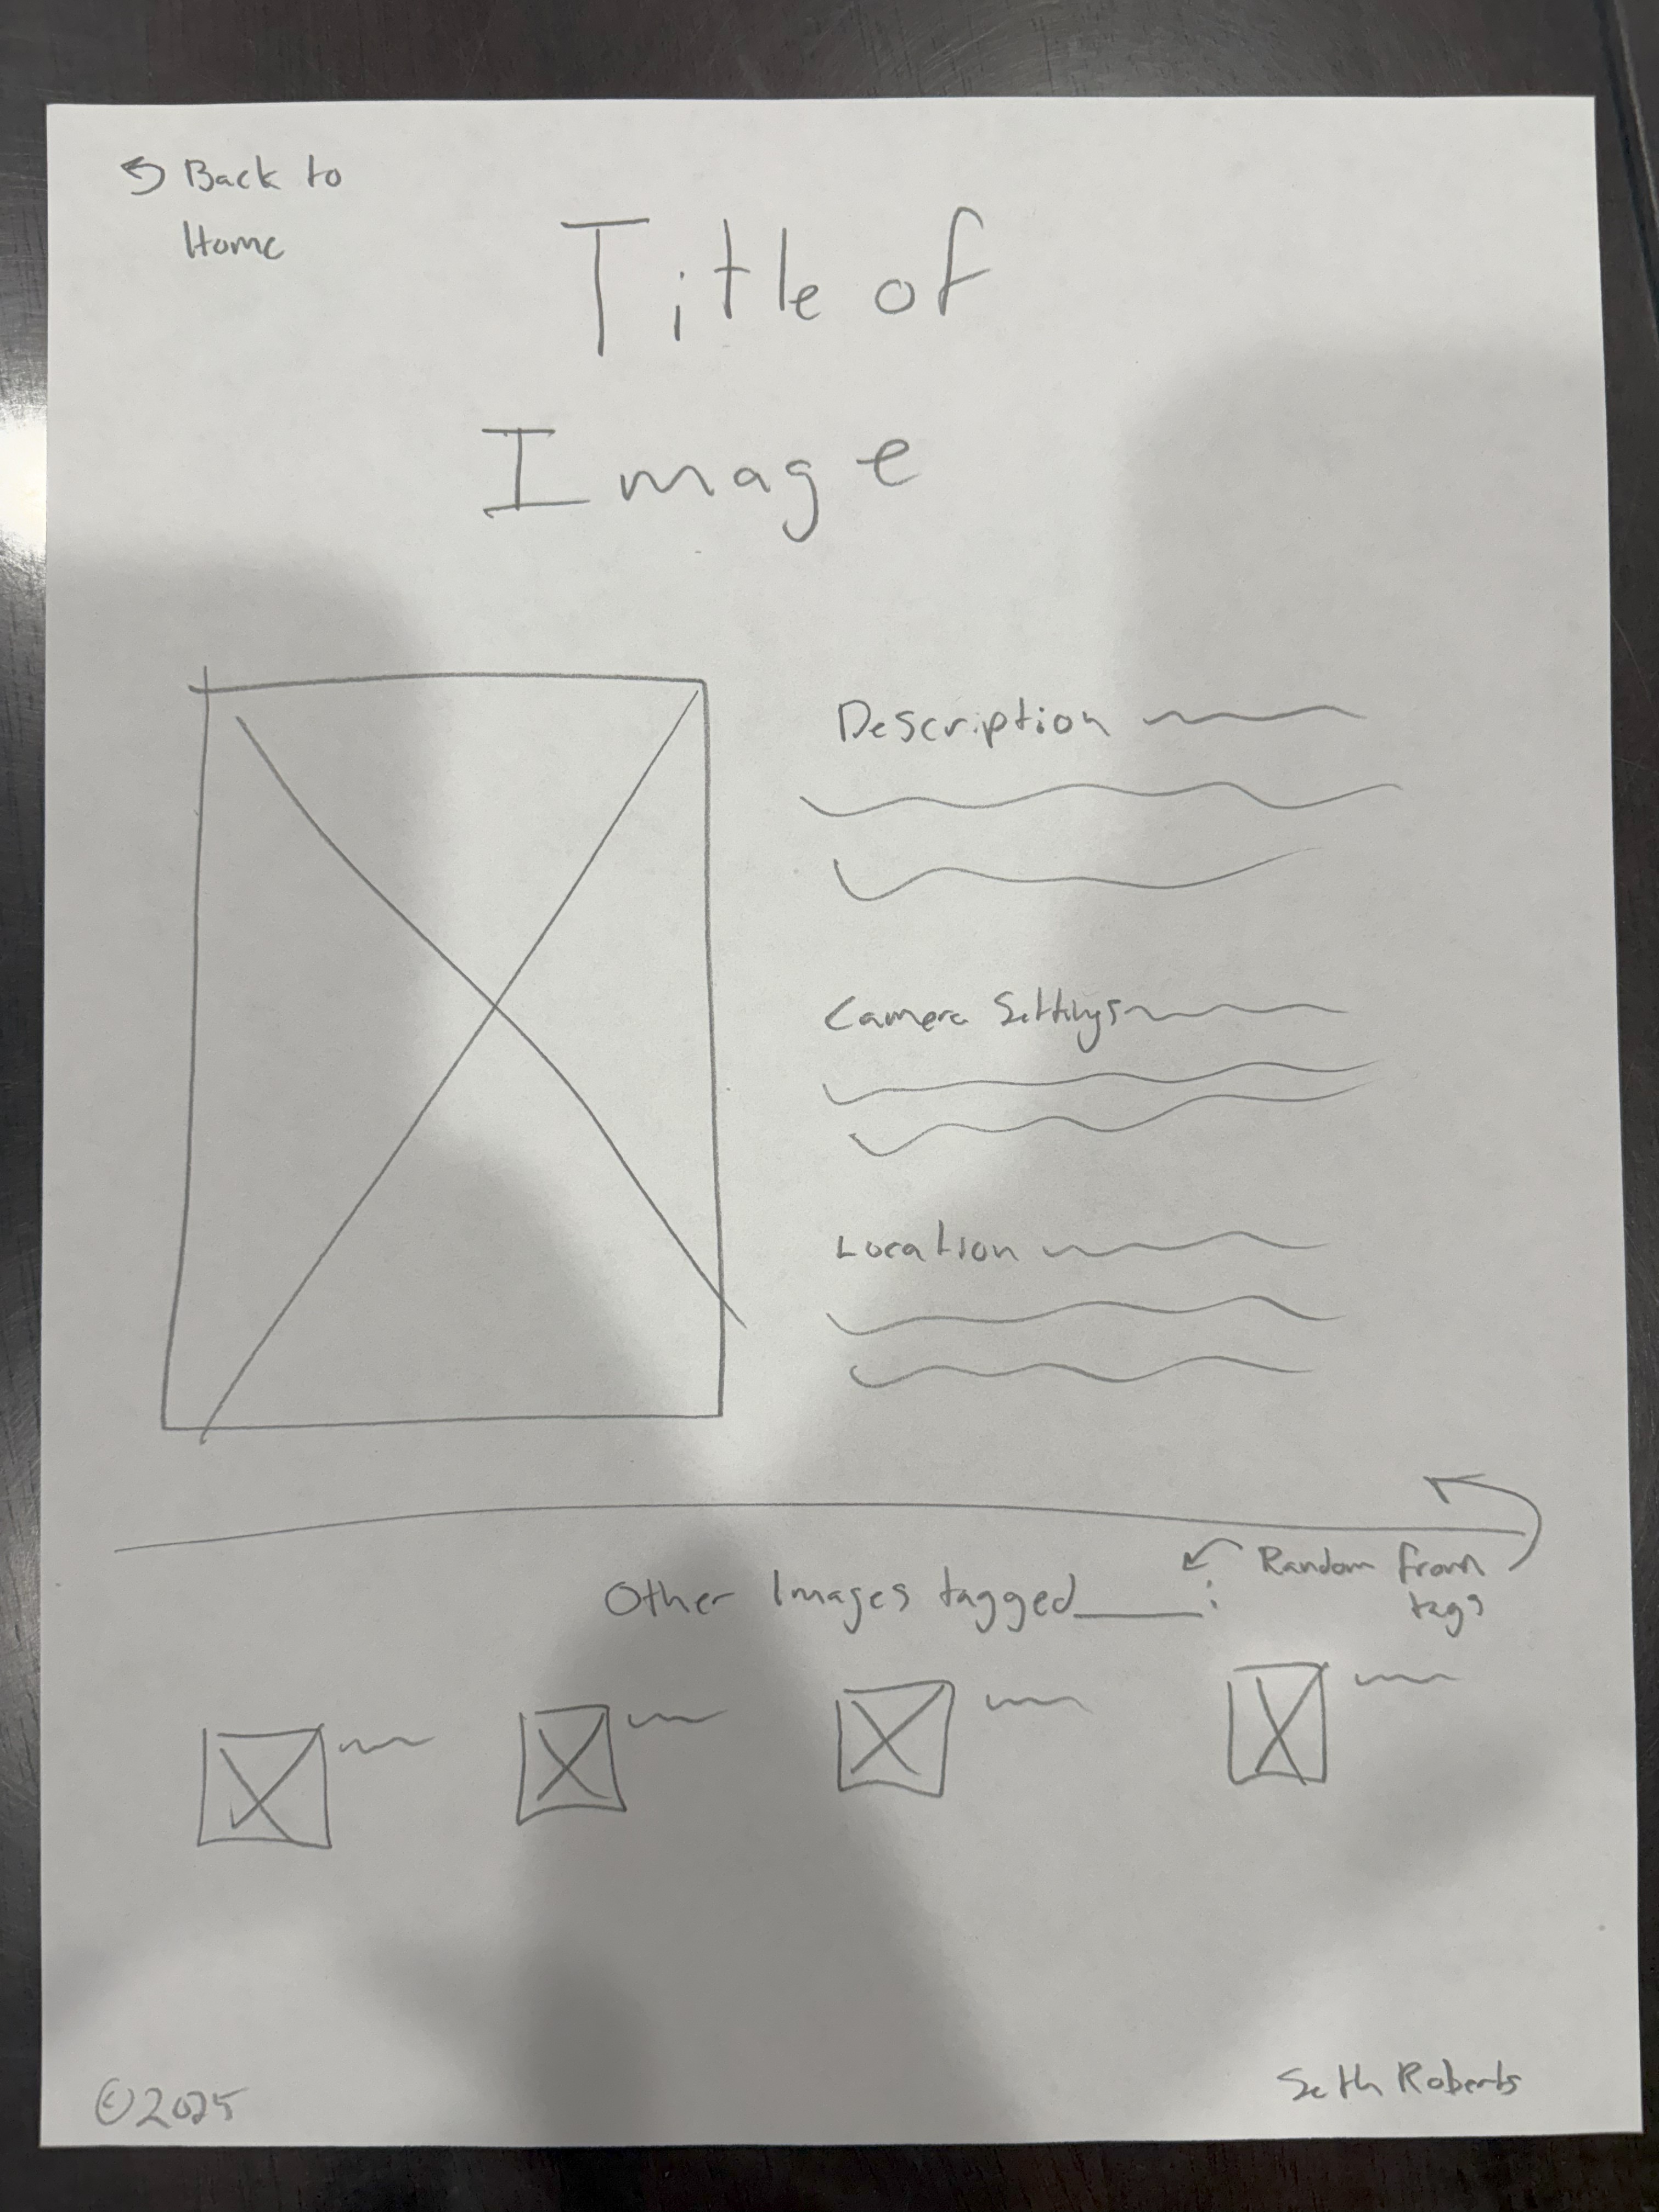 Back to
Home
Title of
Image
Description
Camera Settings
Location
Random from
tags
Other Images tagged____:
©2025
Seth Roberts